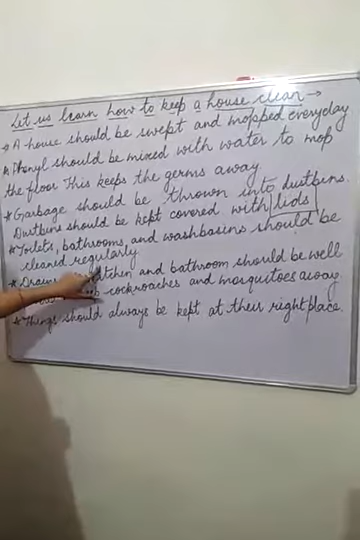 Let us learn how to keep a house clean →
→ A house should be swept and mopped everyday
* Phenyl should be mixed with water to mop
the floor This keeps the germs away.
* Garbage should be thrown into dustbins.
Dustbins should be kept covered with lids
* Toilets, bathrooms, and washbasins should be
cleaned regularly
* Drains and bathroom should be well
cockroaches and mosquitoes away
* Things should always be kept at their right place.